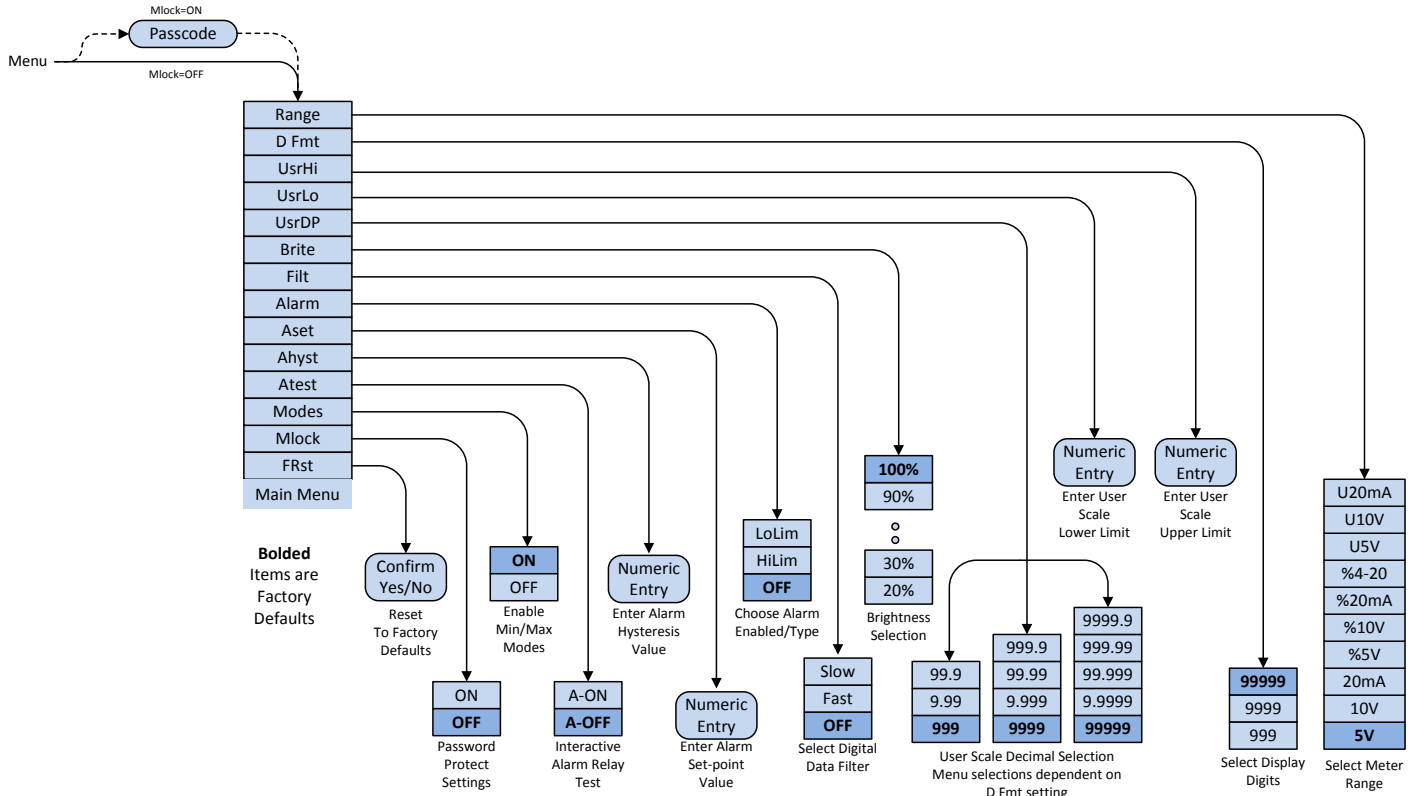 Mlock=ON
Passcode
Menu
Mlock=OFF
Range
D Fmt
UsrHi
UsrLo
UsrDP
Brite
Filt
Alarm
Aset
Ahyst
Atest
Modes
Mlock
FRst
Main Menu
Bolded
Items are
Factory
Defaults
Confirm
Yes/No
Reset
To Factory
Defaults
ON
OFF
Password
Protect
Settings
ON
OFF
Enable
Min/Max
Modes
A-ON
A-OFF
Interactive
Alarm Relay
Test
Numeric
Entry
Enter Alarm
Hysteresis
Value
Numeric
Entry
Enter Alarm
Set-point
Value
LoLim
HiLim
OFF
Choose Alarm
Enabled/Type
Slow
Fast
OFF
Select Digital
Data Filter
100%
90%
30%
20%
Brightness
Selection
99.9
9.99
999
999.9
99.99
9.999
9999
9999.9
999.99
99.999
9.9999
99999
User Scale Decimal Selection
Menu selections dependent on
D Fmt setting
Numeric
Entry
Enter User
Scale
Lower Limit
Numeric
Entry
Enter User
Scale
Upper Limit
99999
9999
999
Select Display
Digits
U20mA
U10V
U5V
%4-20
%20mA
%10V
%5V
20mA
10V
5V
Select Meter
Range